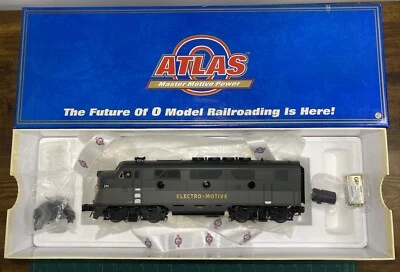 ATLAS
Master Motive Power
The Future Of O Model Railroading Is Here!
ELECTRO-MOTIVE